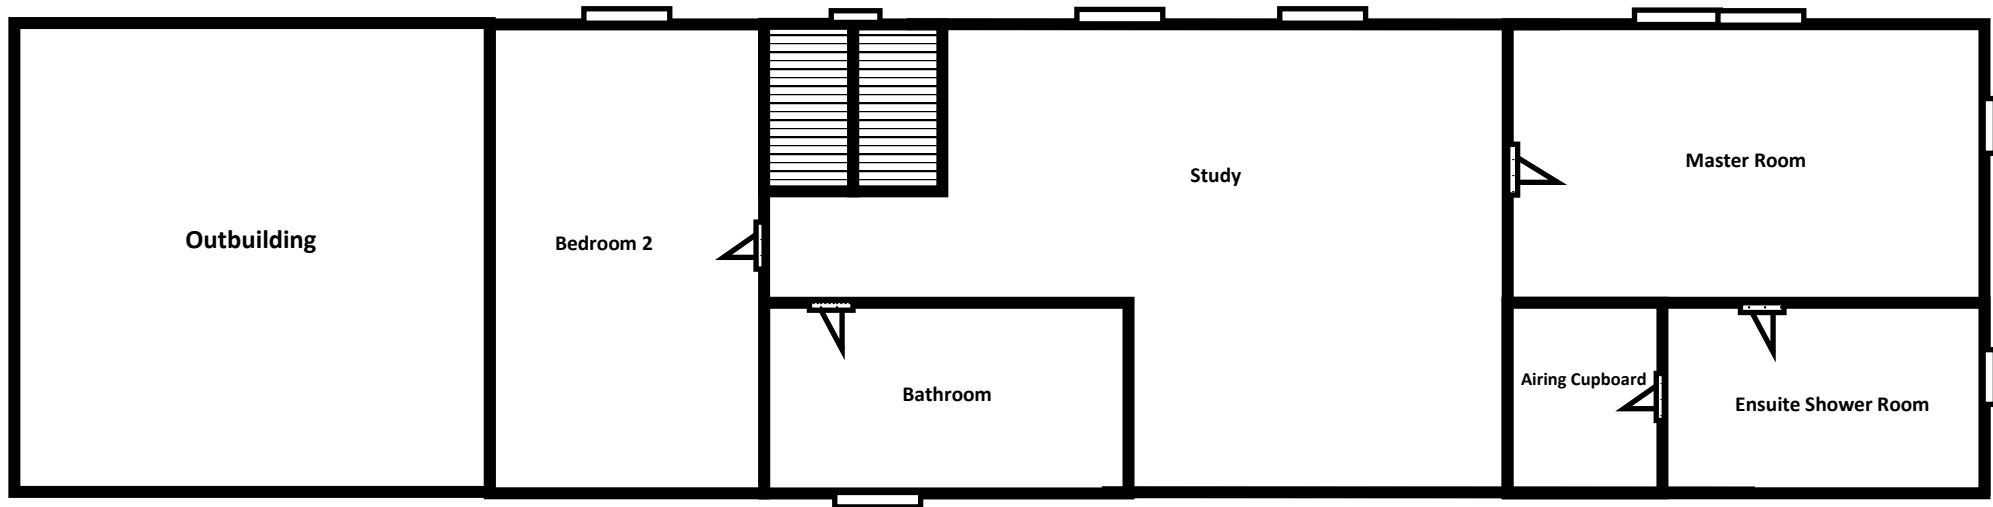 Outbuilding
Bedroom 2
Study
Master Room
Bathroom
Airing Cupboard
Ensuite Shower Room